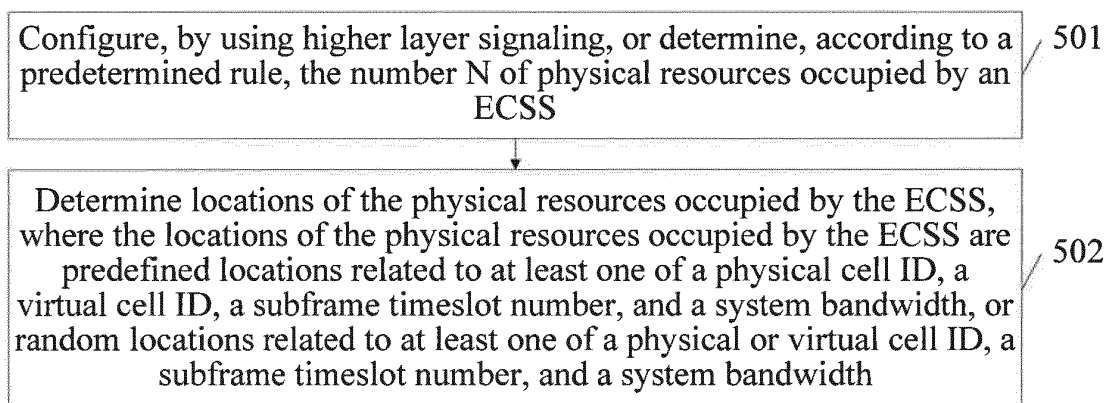 Configure, by using higher layer signaling, or determine, according to a
predetermined rule, the number N of physical resources occupied by an
ECSS
501
Determine locations of the physical resources occupied by the ECSS,
where the locations of the physical resources occupied by the ECSS are
predefined locations related to at least one of a physical cell ID, a
virtual cell ID, a subframe timeslot number, and a system bandwidth, or
random locations related to at least one of a physical or virtual cell ID, a
subframe timeslot number, and a system bandwidth
502